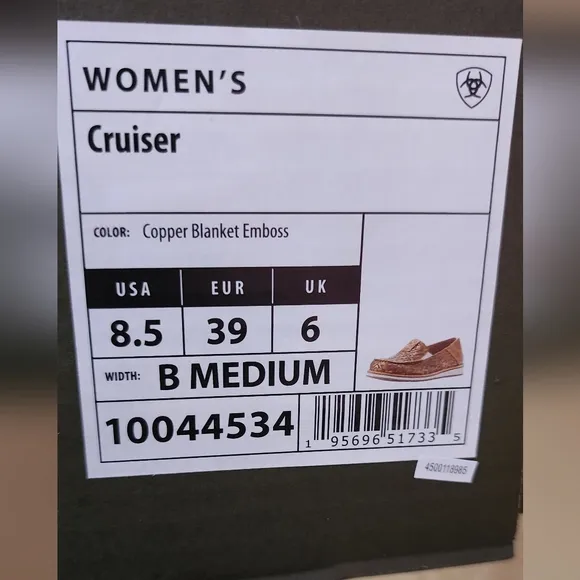 WOMEN'S
Cruiser
COLOR: Copper Blanket Emboss
USA EUR UK
8.5 39 6
WIDTH: B MEDIUM
10044534
1 95696 51733 5
4500118985